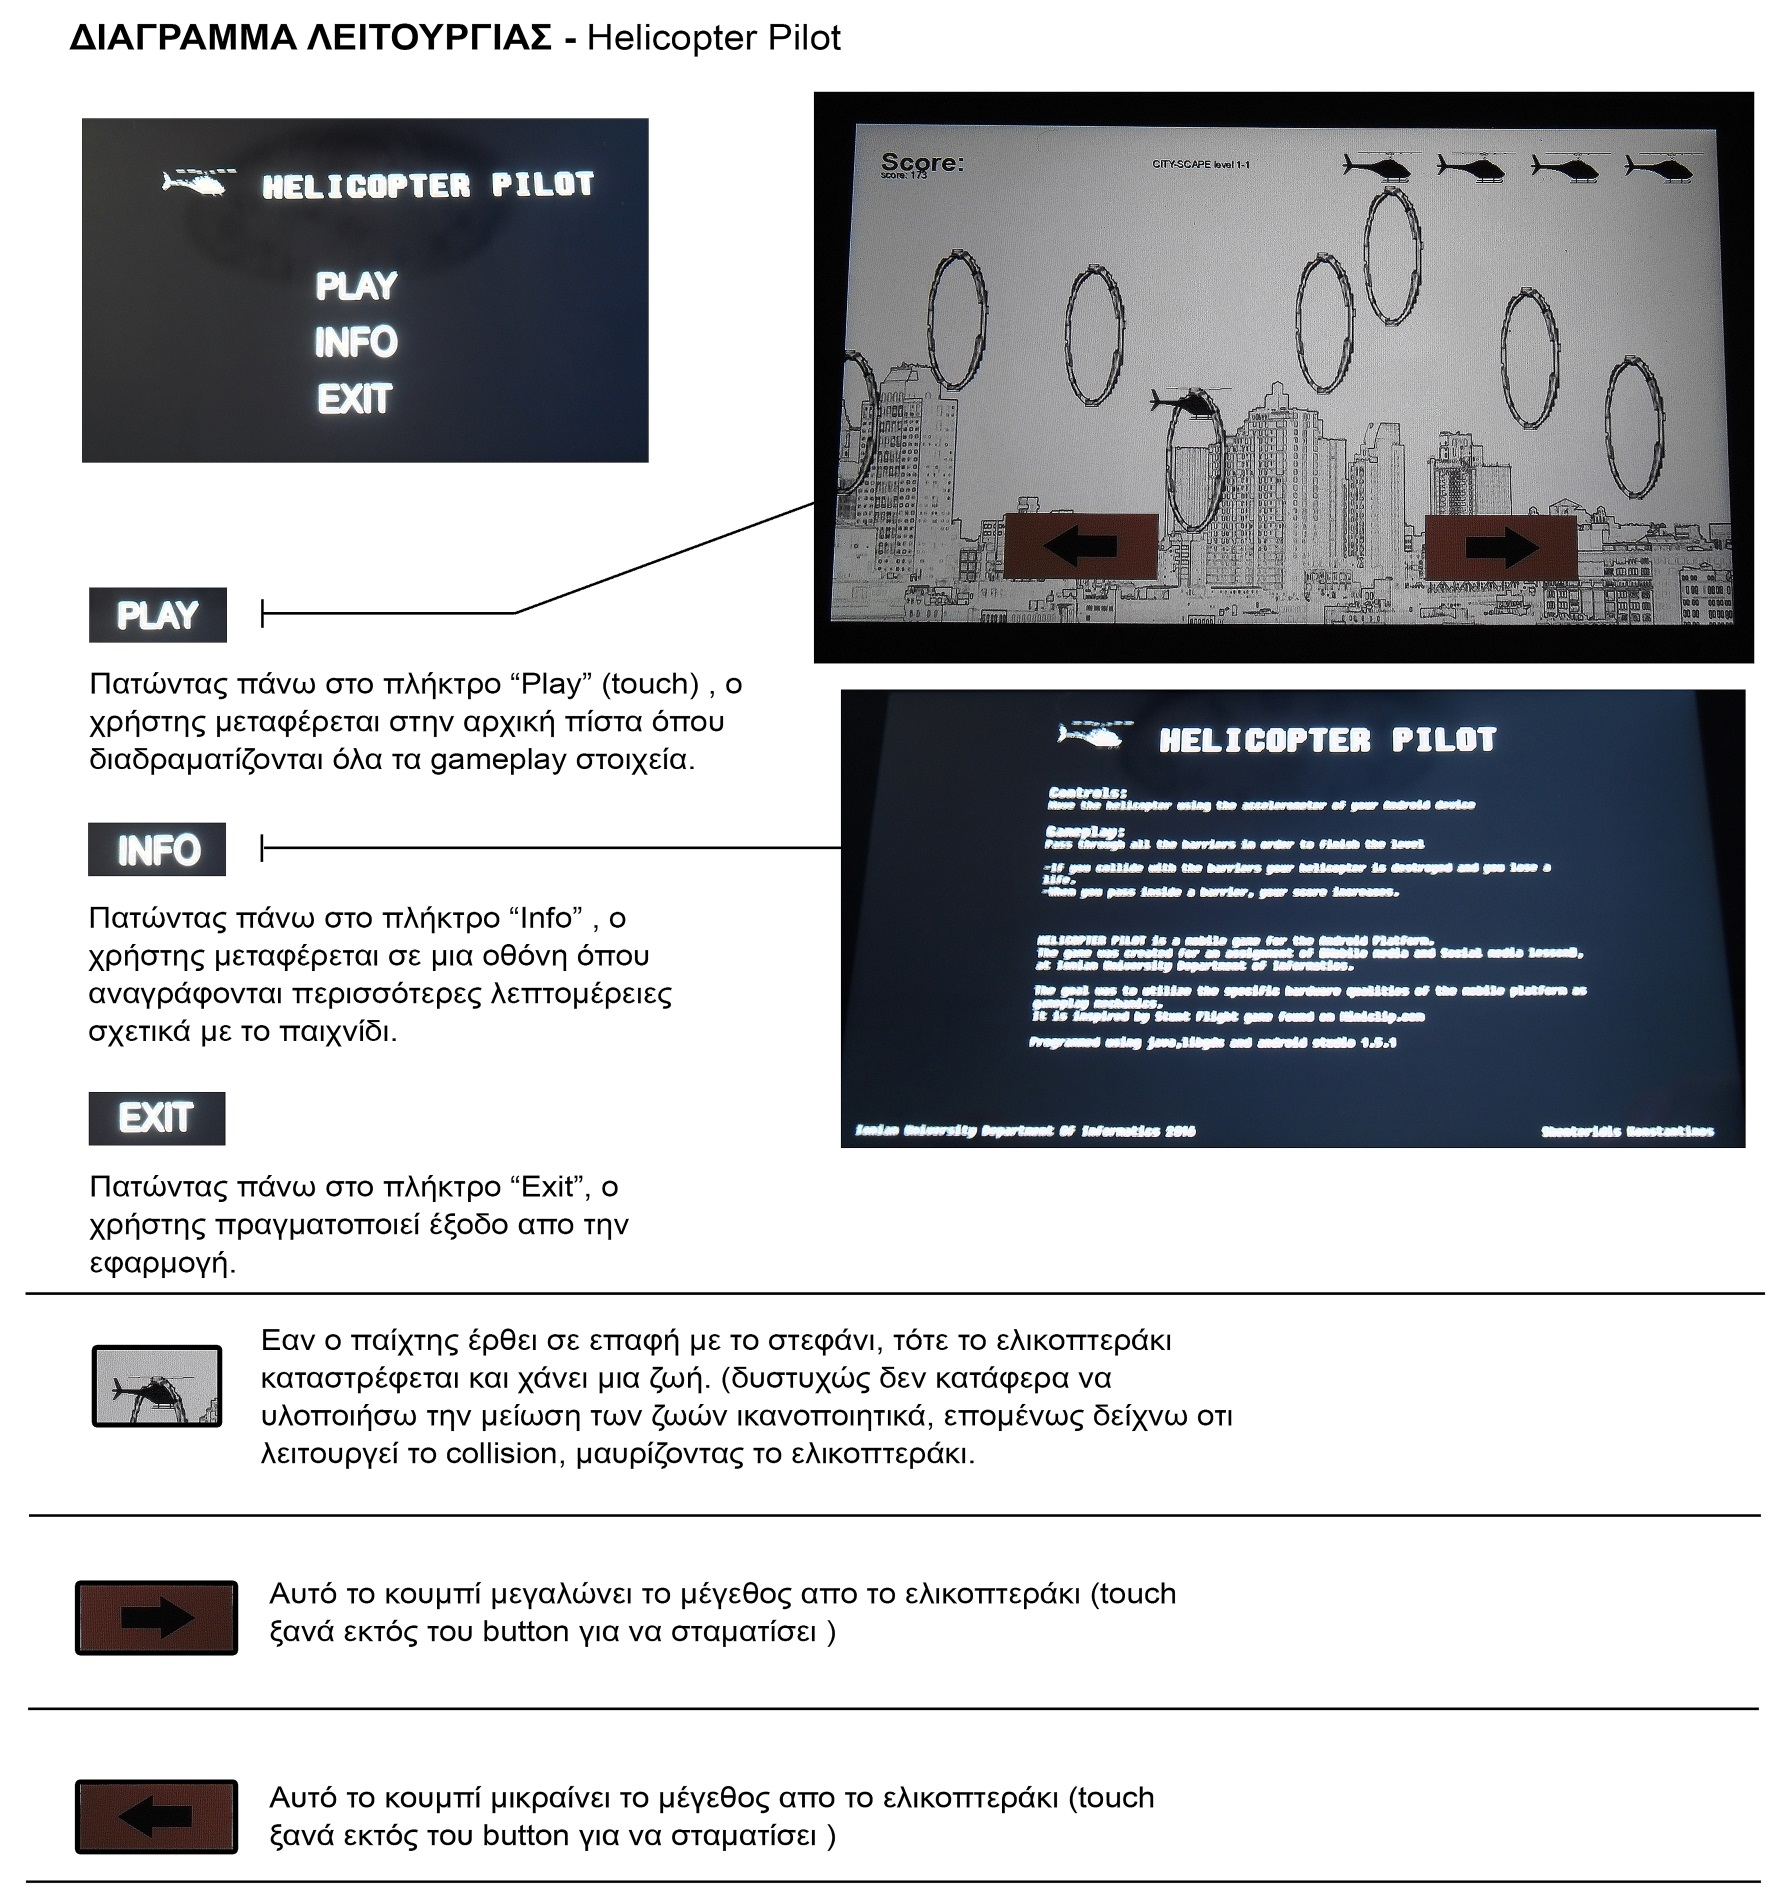 ΔΙΑΓΡΑΜΜΑ ΛΕΙΤΟΥΡΓΙΑΣ - Helicopter Pilot
HELICOPTER PILOT
PLAY
INFO
EXIT
Score:
score: 173
CITY-SCAPE level 1-1
PLAY
Πατώντας πάνω στο πλήκτρο “Play” (touch) , ο
χρήστης μεταφέρεται στην αρχική πίστα όπου
διαδραματίζονται όλα τα gameplay στοιχεία.
INFO
Πατώντας πάνω στο πλήκτρο “Info” , ο
χρήστης μεταφέρεται σε μια οθόνη όπου
αναγράφονται περισσότερες λεπτομέρειες
σχετικά με το παιχνίδι.
HELICOPTER PILOT
Controls:
Move the helicopter using the accelerometer of your Android device
Gameplay:
Pass through all the barriers in order to finish the level
-If you collide with the barriers your helicopter is destroyed and you lose a
life.
-When you pass inside a barrier, your score increases.
HELICOPTER PILOT is a mobile game for the Android Platform.
The game was created for an assignment of Mobile media and Social media
at Ionian University Department of Informatics.
The goal was to utilize the specific hardware qualities of the mobile platform as
gameplay mechanics.
It is inspired by Stunt Flight game found on Miniclip.com
Programmed using java,libgdx and android studio 1.5.1
Ionian University Department Of Informatics 2016
Konstantinos
EXIT
Πατώντας πάνω στο πλήκτρο “Exit”, ο
χρήστης πραγματοποιεί έξοδο απο την
εφαρμογή.
Εαν ο παίχτης έρθει σε επαφή με το στεφάνι, τότε το ελικοπτεράκι
καταστρέφεται και χάνει μια ζωή. (δυστυχώς δεν κατάφερα να
υλοποιήσω την μείωση των ζωών ικανοποιητικά, επομένως δείχνω οτι
λειτουργεί το collision, μαυρίζοντας το ελικοπτεράκι.
Αυτό το κουμπί μεγαλώνει το μέγεθος απο το ελικοπτεράκι (touch
ξανά εκτός του button για να σταματίσει )
Αυτό το κουμπί μικραίνει το μέγεθος απο το ελικοπτεράκι (touch
ξανά εκτός του button για να σταματίσει )